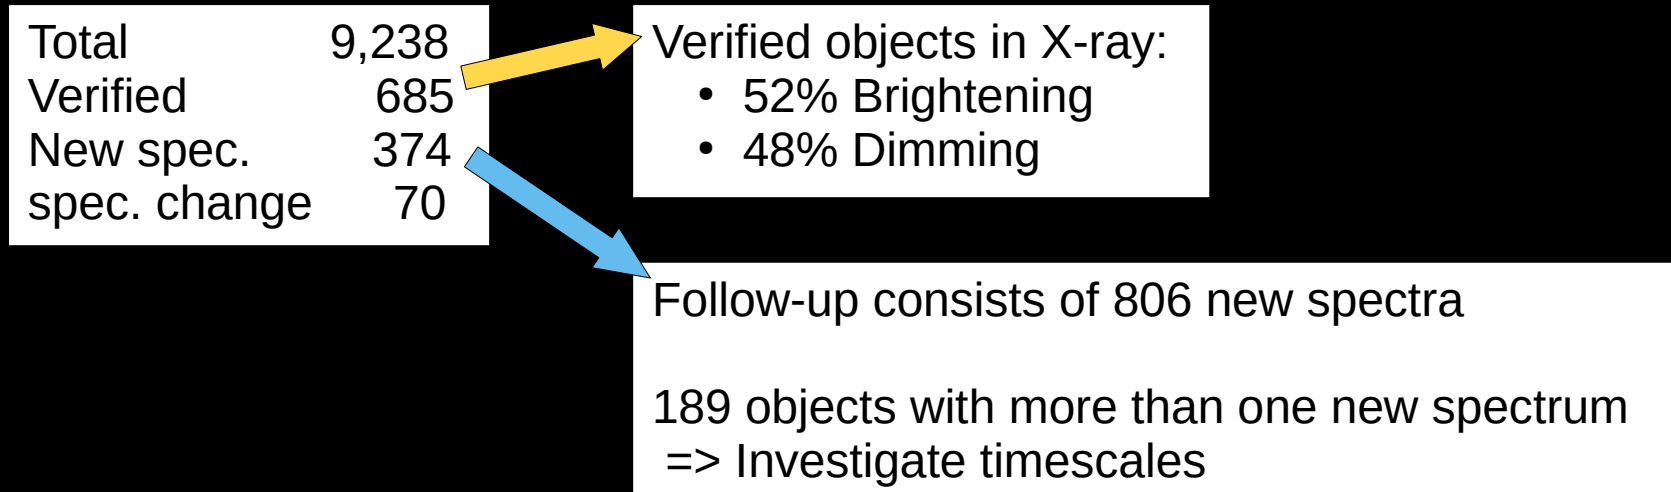 Total 9,238
Verified 685
New spec. 374
spec. change 70
Verified objects in X-ray:
• 52% Brightening
• 48% Dimming
Follow-up consists of 806 new spectra
189 objects with more than one new spectrum
=> Investigate timescales